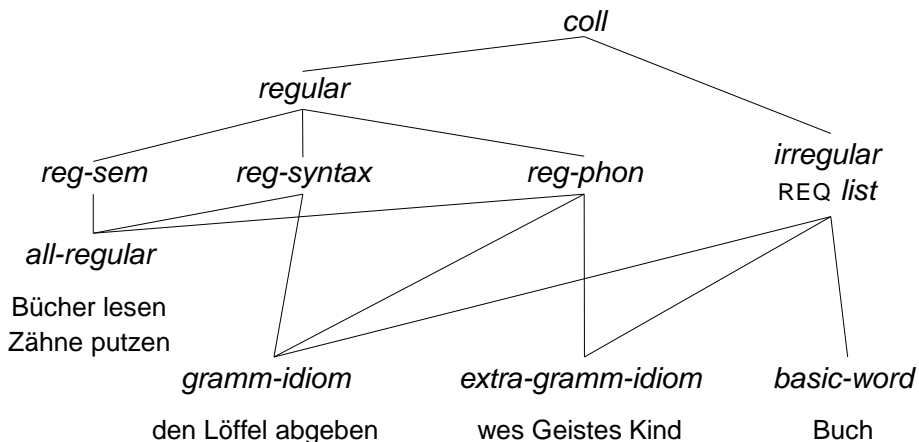 coll
regular
reg-sem reg-syntax reg-phon irregular
REQ list
all-regular
Bücher lesen
Zähne putzen
gramm-idiom extra-gramm-idiom basic-word
den Löffel abgeben wes Geistes Kind Buch